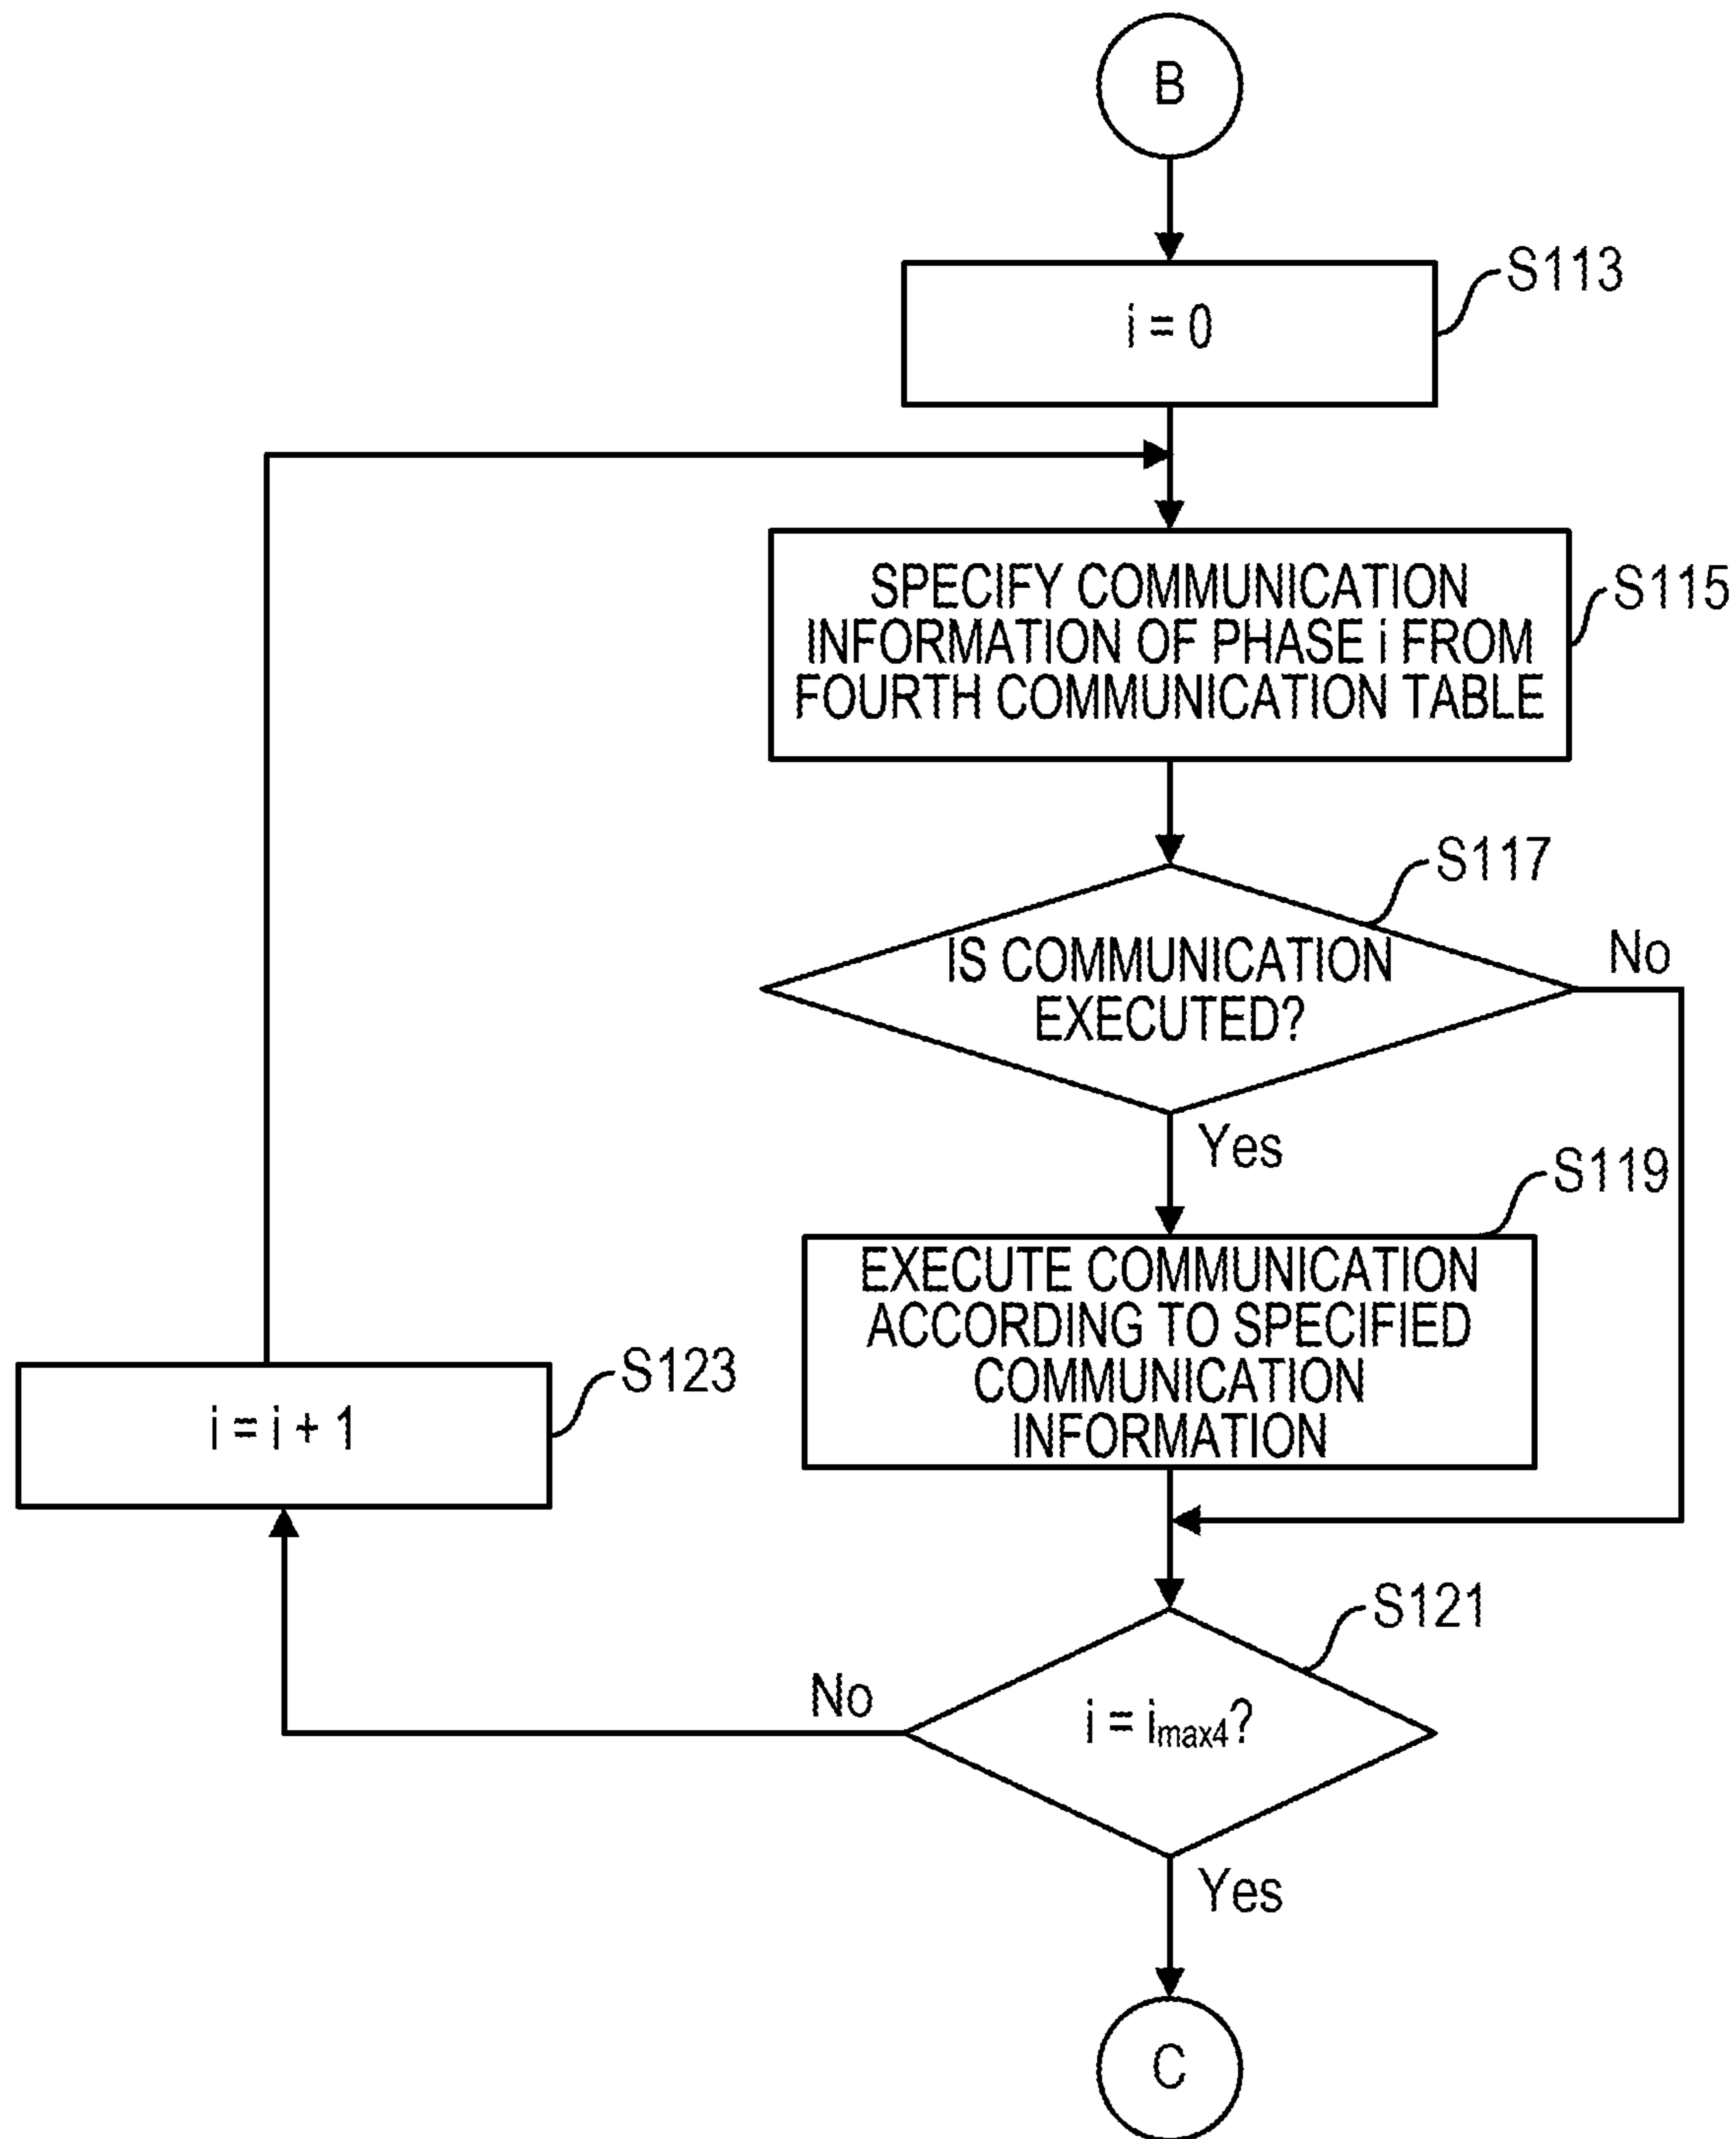 B
S113
i = 0
S115
SPECIFY COMMUNICATION
INFORMATION OF PHASE i FROM
FOURTH COMMUNICATION TABLE
S117
IS COMMUNICATION
EXECUTED?
No
Yes
S119
EXECUTE COMMUNICATION
ACCORDING TO SPECIFIED
COMMUNICATION
INFORMATION
S123
i = i + 1
S121
i = imax4?
No
Yes
C